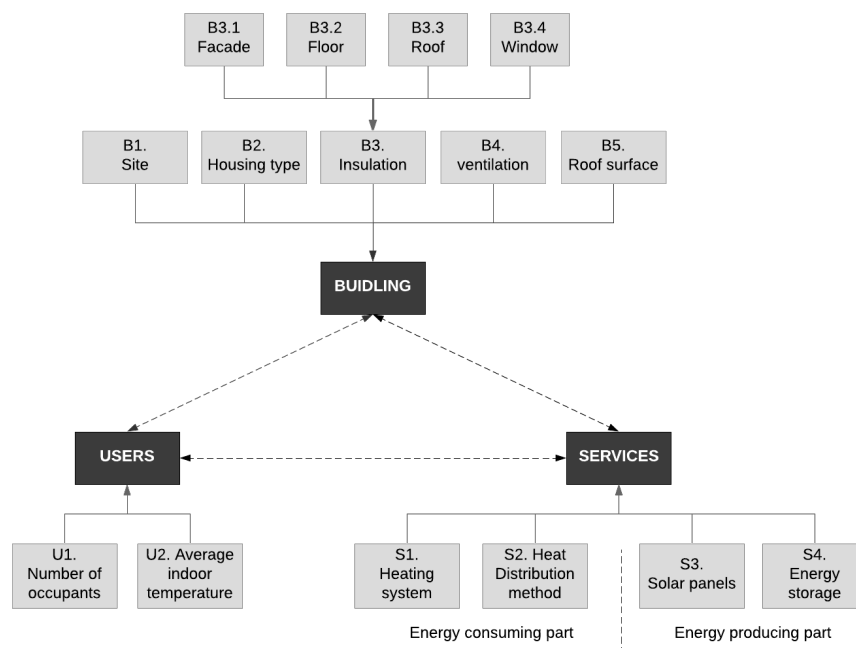 B3.1
Facade
B3.2
Floor
B3.3
Roof
B3.4
Window
B1.
Site
B2.
Housing type
B3.
Insulation
B4.
ventilation
B5.
Roof surface
BUIDLING
USERS
SERVICES
U1.
Number of
occupants
U2. Average
indoor
temperature
S1.
Heating
system
S2. Heat
Distribution
method
S3.
Solar panels
S4.
Energy
storage
Energy consuming part
Energy producing part